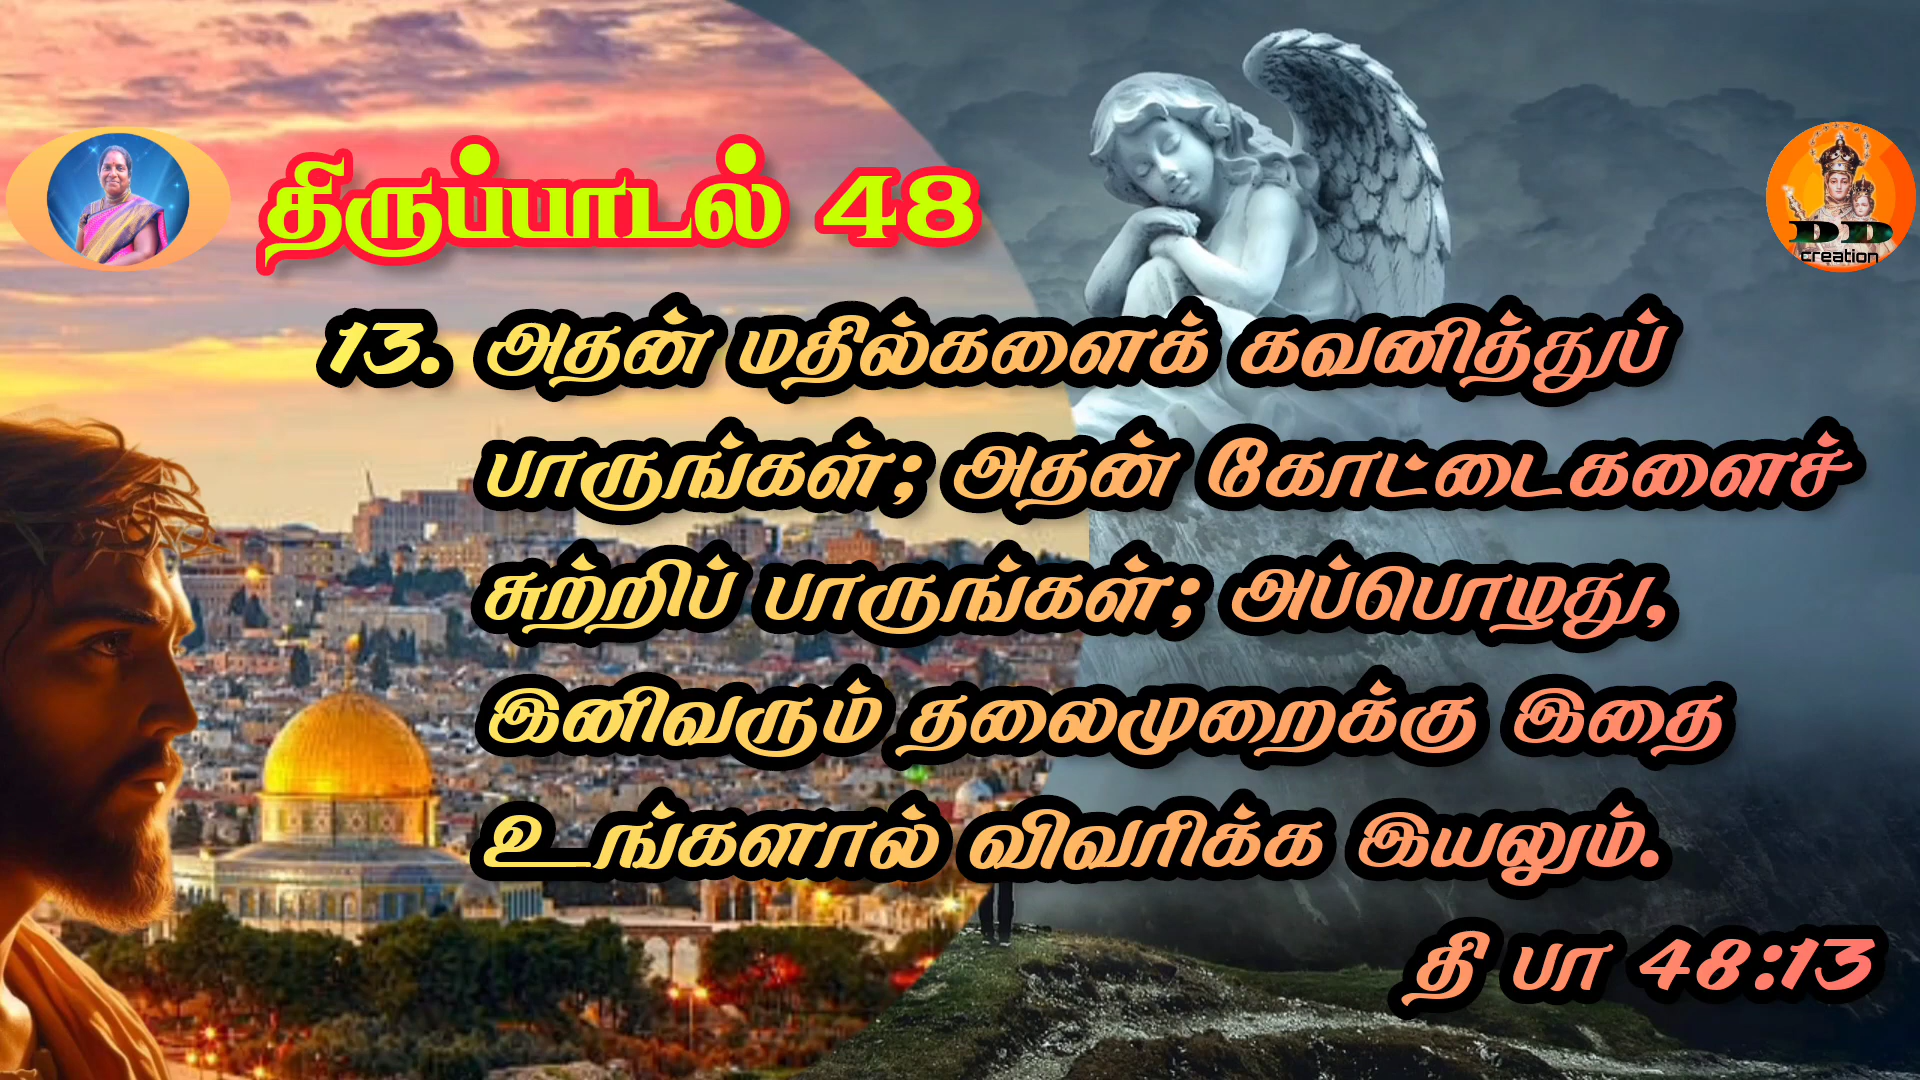 திருப்பாடல் 48
DD
creation
13. அதன் மதில்களைக் கவனித்துப்
பாருங்கள்; அதன் கோட்டைகளைச்
சுற்றிப் பாருங்கள்; அப்பொழது,
இனிவரும் தலைமுறைக்கு இதை
உங்களால் விவரிக்க இயலும்.
தி பா 48:13